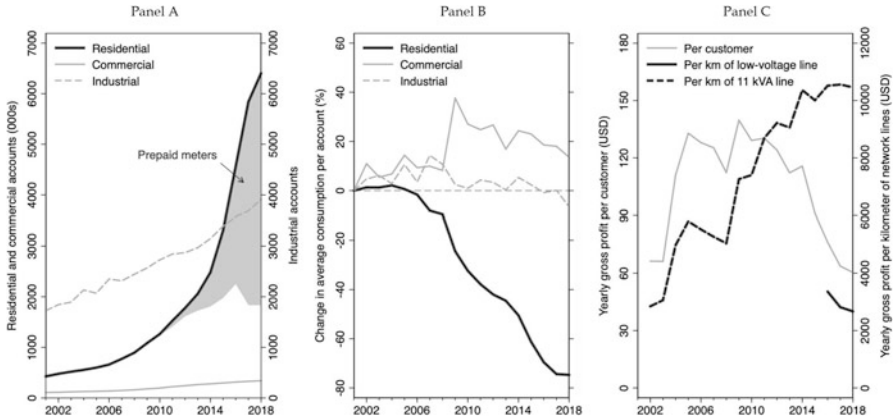 Panel A
Residential and commercial accounts (000s)
0 1000 2000 3000 4000 5000 6000 7000
Residential
Commercial
Industrial
Prepaid meters
2002 2006 2010 2014 2018
0 1000 2000 3000 4000 5000 6000 7000
Industrial accounts
Panel B
Change in average consumption per account (%)
-80 -60 -40 -20 0 20 40 60
Residential
Commercial
Industrial
2002 2006 2010 2014 2018
Panel C
Yearly gross profit per customer (USD)
0 30 60 90 120 150 180
Per customer
Per km of low-voltage line
Per km of 11 kVA line
2002 2006 2010 2014 2018
0 2000 4000 6000 8000 10000 12000
Yearly gross profit per kilometer of network lines (USD)